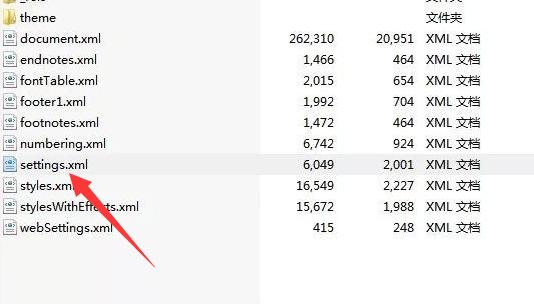 theme 文件夹
document.xml 262,310 20,951 XML 文档
endnotes.xml 1,466 464 XML 文档
fontTable.xml 2,015 654 XML 文档
footer1.xml 1,992 704 XML 文档
footnotes.xml 1,472 464 XML 文档
numbering.xml 6,742 924 XML 文档
settings.xml 6,049 2,001 XML 文档
styles.xml 16,549 2,227 XML 文档
stylesWithEffects.xml 15,672 1,988 XML 文档
webSettings.xml 415 248 XML 文档